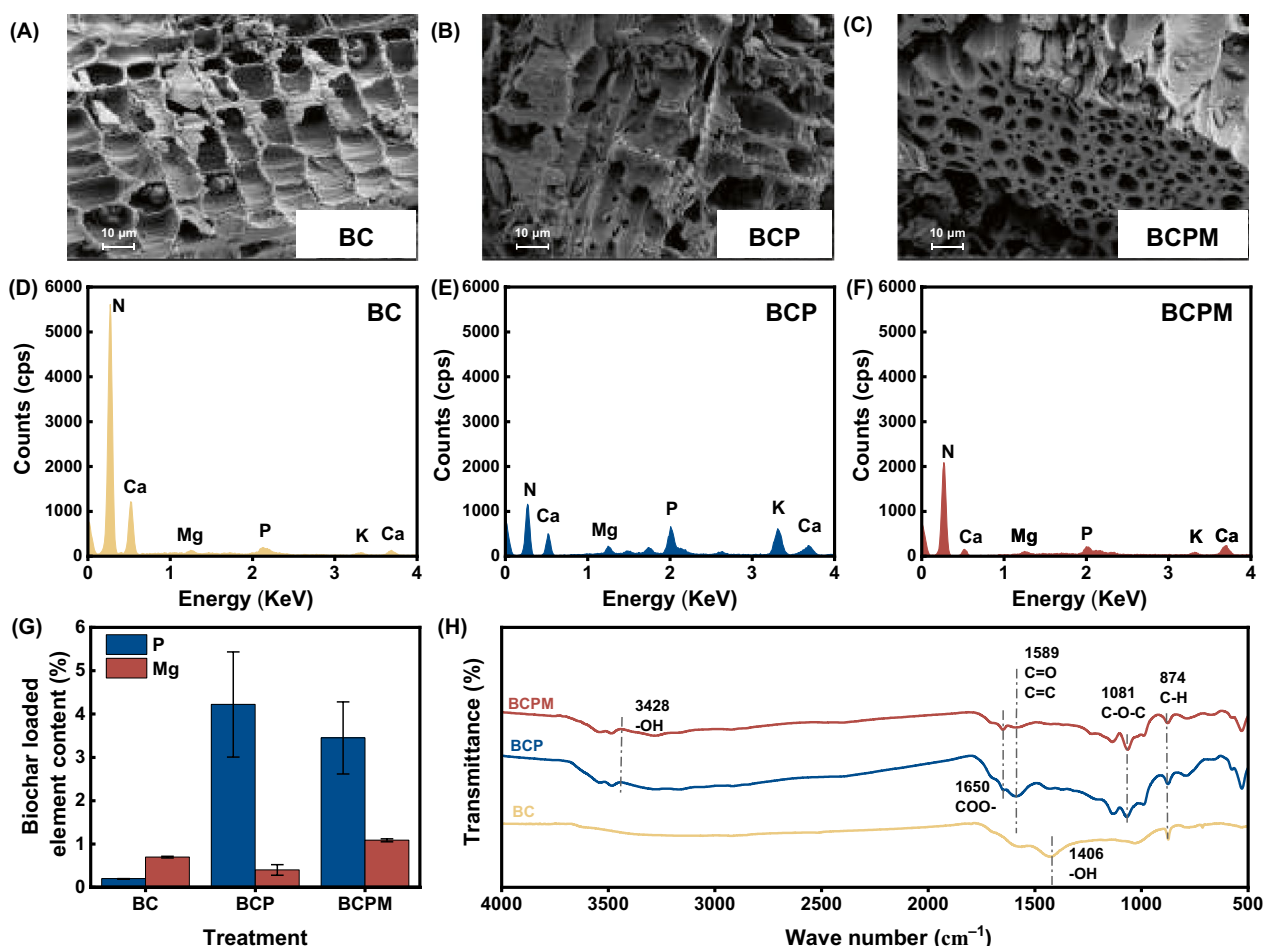 (A)
10 μm
BC
(B)
10 μm
BCP
(C)
10 μm
BCPM
(D)
6000
5000
4000
3000
2000
1000
0
Counts (cps)
N
Ca
Mg
P
K
Ca
BC
0 1 2 3 4
Energy (KeV)
(E)
6000
5000
4000
3000
2000
1000
0
Counts (cps)
N
Ca
Mg
P
K
Ca
BCP
0 1 2 3 4
Energy (KeV)
(F)
6000
5000
4000
3000
2000
1000
0
Counts (cps)
N
Ca
Mg
P
K
Ca
BCPM
0 1 2 3 4
Energy (KeV)
(G)
6
5
4
3
2
1
0
Biochar loaded
element content (%)
P
Mg
BC BCP BCPM
Treatment
(H)
Transmittance (%)
BCPM
BCP
BC
3428
-OH
1650
COO-
1589
C=O
C=C
1406
-OH
1081
C-O-C
874
C-H
4000 3500 3000 2500 2000 1500 1000 500
Wave number (cm⁻¹)